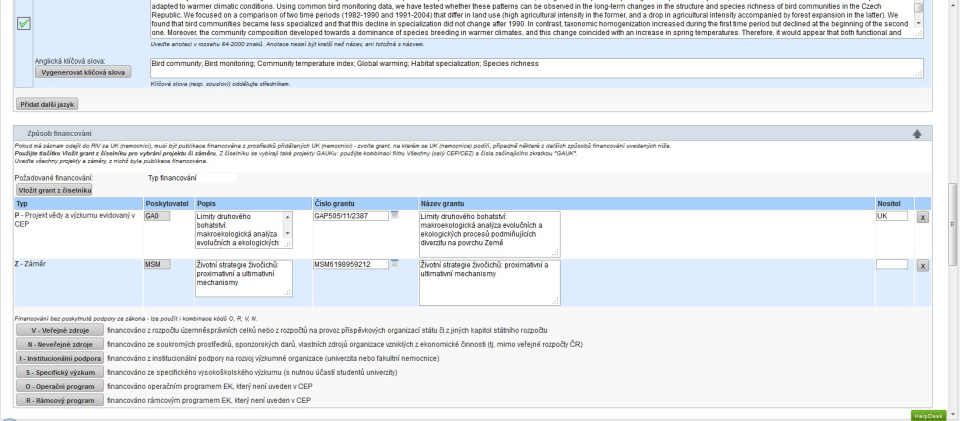 adapted to warmer climatic conditions. Using common bird monitoring data, we have tested whether these patterns can be observed in the long-term changes in the structure and species richness of bird communities in the Czech
Republic. We focused on a comparison of two time periods (1982-1990 and 1991-2004) that differ in land use (high agricultural intensity in the former, and a drop in agricultural intensity accompanied by forest expansion in the latter). We
found that bird communities became less specialized and that this decline in specialization did not change after 1990. In contrast, taxonomic homogenization increased during the first time period but declined at the beginning of the second
one. Moreover, the community composition developed towards a dominance of species breeding in warmer climates, and this change coincided with an increase in spring temperatures. Therefore, it would appear that both functional and
Uvedte anotaci v rozsahu 64-2000 znaků. Anotace nesmí být kratší než název, ani totožná s názvem.
Anglická klíčová slova:
Vygenerovat klíčová slova
Bird community; Bird monitoring; Community temperature index; Global warming; Habitat specialization; Species richness
Klíčová slova (resp. sousloví) oddělujte středníkem.
Přidat další jazyk
Způsob financování
Pokud má záznam odejít do RIV za UK (nemocnici), musí být publikace financována z prostředků přidělených UK (nemocnici) - zvolte grant, na kterém se UK (nemocnice) podílí, případně některé z dalších způsobů financování uvedených níže.
Použijte tlačítko Vložit grant z číselníku pro vybrání projektu či záměru. Z číselníku se vybírají také projekty GAUKu: použijte kombinaci filtru Všechny (selý CEP/CEZ) a čísla začínajícího zkratkou "GAUK".
Uvedte všechny projekty a záměry, z nichž byla publikace financována.
Požadované financování: Typ financování
Vložit grant z číselníku
Typ Poskytovatel Popis Číslo grantu Název grantu Nositel
P - Projekt vědy a výzkumu evidovaný v CEP
GA0
Limity druhového bohatství: makroekologická analýza evolučních a ekologických
GAP505/11/2387
Limity druhového bohatství: makroekologická analýza evolučních a ekologických procesů podmiňujících diverzitu na povrchu Země
UK
x
Z - Záměr
MSM
Životní strategie živočichů: proximativní a ultimativní mechanismy
MSM6198959212
Životní strategie živočichů: proximativní a ultimativní mechanismy
x
Financování bez poskytnuté podpory ze zákona - lze použít i kombinace kódů O, R, V, N.
V - Veřejné zdroje financováno z rozpočtu územněsprávních celků nebo z rozpočtů na provoz příspěvkových organizací státu či z jiných kapitol státního rozpočtu
N - Neveřejné zdroje financováno ze soukromých prostředků, sponzorských darů, vlastních zdrojů organizace vzniklých z ekonomické činnosti (tj. mimo veřejné rozpočty ČR)
I - Institucionální podpora financováno z institucionální podpory na rozvoj výzkumné organizace (univerzita nebo fakultní nemocnice)
S - Specifický výzkum financováno ze specifického vysokoškolského výzkumu (s nutnou účastí studentů univerzity)
O - Operační program financováno operačním programem EK, který není uveden v CEP
R - Rámcový program financováno rámcovým programem EK, který není uveden v CEP
HelpDesk